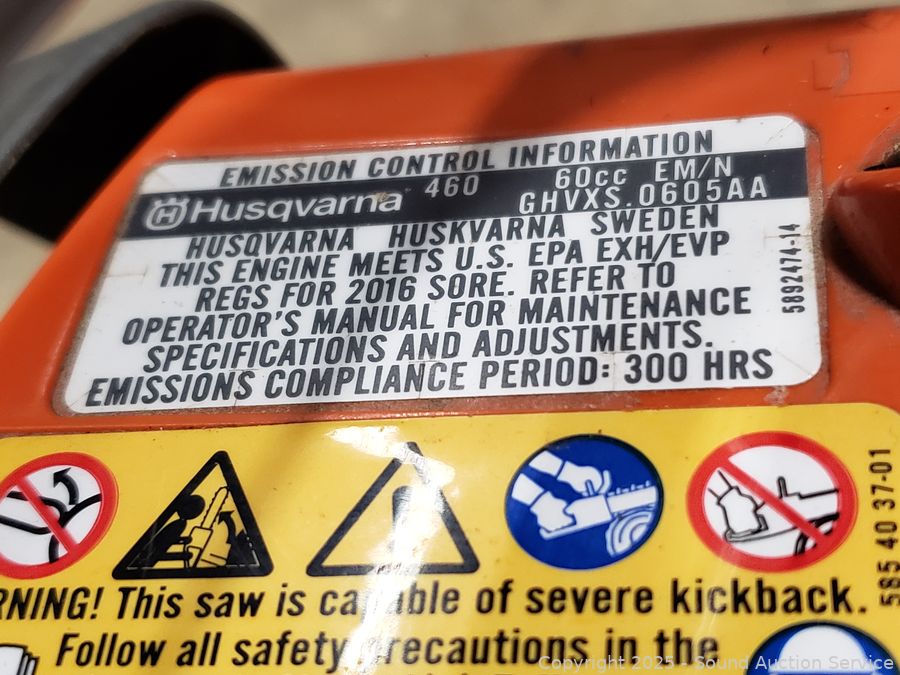 EMISSION CONTROL INFORMATION
Husqvarna 460 60cc EM/N
GHVXS.0605AA
HUSQVARNA HUSKVARNA SWEDEN
THIS ENGINE MEETS U.S. EPA EXH/EVP
REGS FOR 2016 SORE. REFER TO
OPERATOR'S MANUAL FOR MAINTENANCE
SPECIFICATIONS AND ADJUSTMENTS.
EMISSIONS COMPLIANCE PERIOD: 300 HRS
5892474-14
585 40 37-01
RNING! This saw is capable of severe kickback.
Follow all safety precautions in the
Copyright 2025 - Sound Auction Service